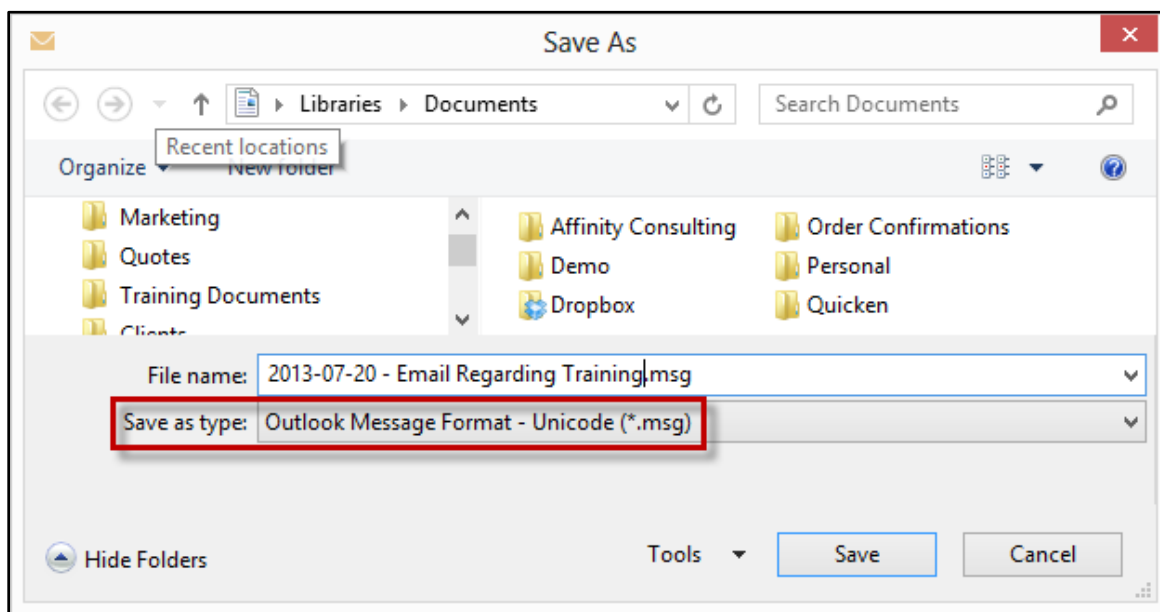 Save As
Libraries Documents
Search Documents
Recent locations
Organize New folder
Marketing
Quotes
Training Documents
Clients
Affinity Consulting
Demo
Dropbox
Order Confirmations
Personal
Quicken
File name: 2013-07-20 - Email Regarding Training.msg
Save as type: Outlook Message Format - Unicode (*.msg)
Hide Folders
Tools
Save
Cancel